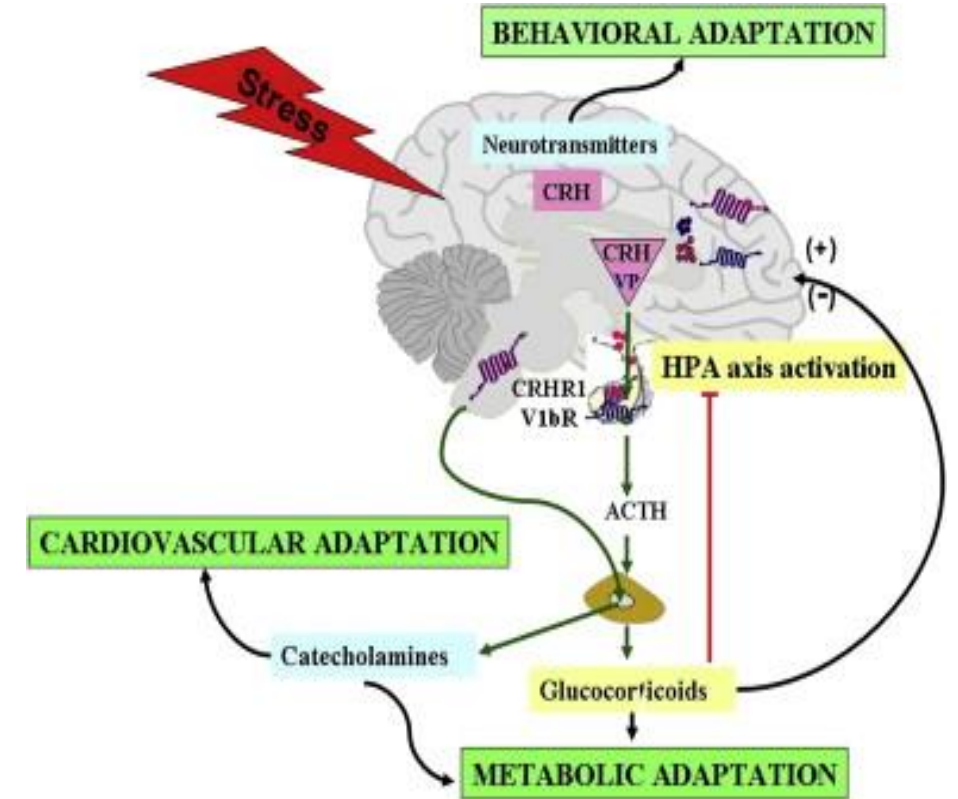 BEHAVIORAL ADAPTATION
Stress
Neurotransmitters
CRH
CRH
VP
(+)
(-)
HPA axis activation
CRHR1
V1bR
ACTH
CARDIOVASCULAR ADAPTATION
Catecholamines
Glucocorticoids
METABOLIC ADAPTATION